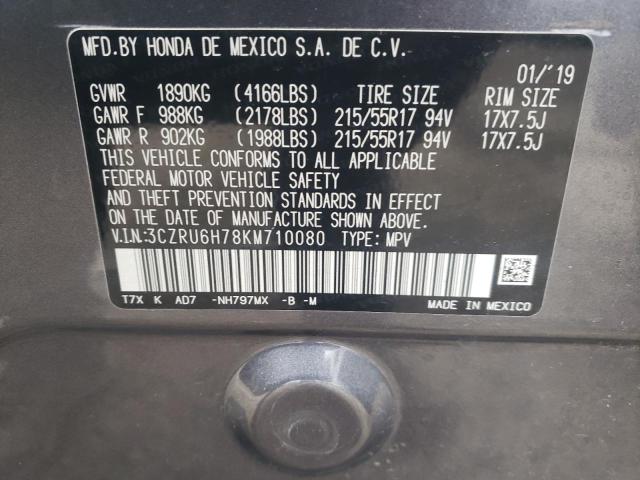 MFD.BY HONDA DE MEXICO S.A. DE C.V.
01/'19
GVWR 1890KG (4166LBS) TIRE SIZE RIM SIZE
GAWR F 988KG (2178LBS) 215/55R17 94V 17X7.5J
GAWR R 902KG (1988LBS) 215/55R17 94V 17X7.5J
THIS VEHICLE CONFORMS TO ALL APPLICABLE
FEDERAL MOTOR VEHICLE SAFETY
AND THEFT PREVENTION STANDARDS IN EFFECT
ON THE DATE OF MANUFACTURE SHOWN ABOVE.
V.I.N:3CZRU6H78KM710080 TYPE: MPV
T7X K AD7 -NH797MX -B -M MADE IN MEXICO